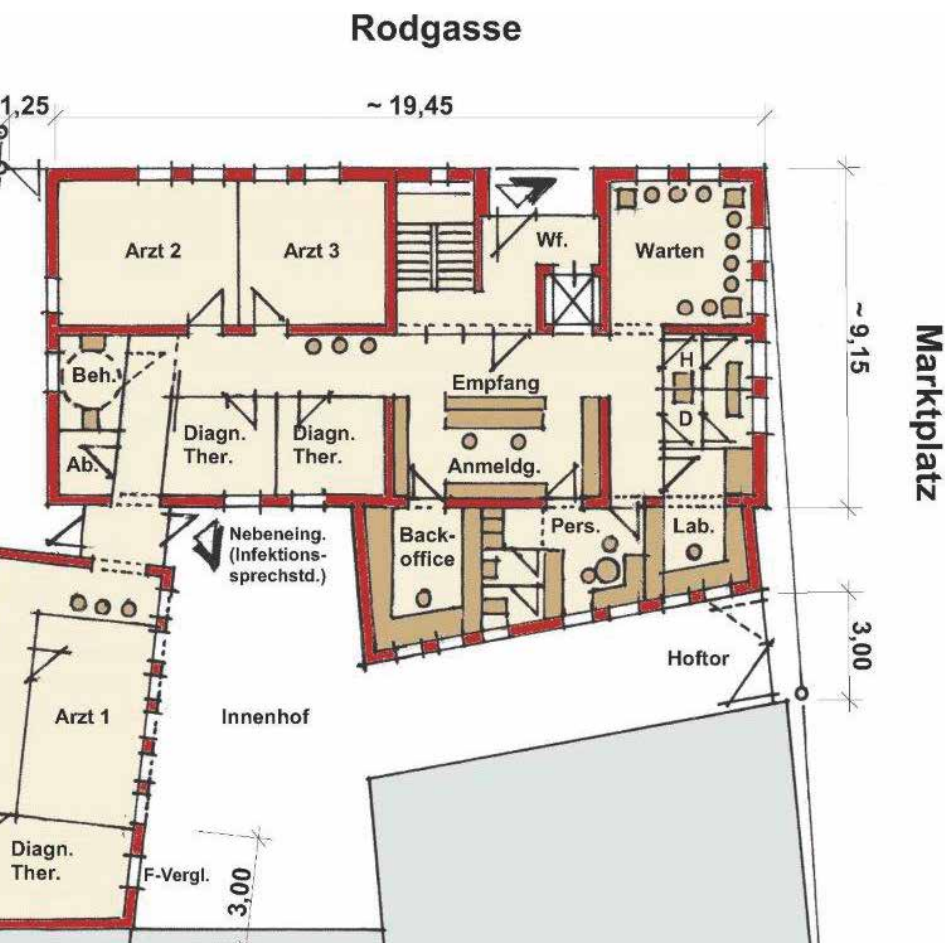 Rodgasse
1,25
~ 19,45
Arzt 2
Arzt 3
Wf.
Warten
~ 9,15
Marktplatz
Beh.
Empfang
H
D
Diagn.
Ther.
Diagn.
Ther.
Ab.
Anmeldg.
Nebeneing.
(Infektions-
sprechstd.)
Back-
office
Pers.
Lab.
3,00
Hoftor
Arzt 1
Innenhof
Diagn.
Ther.
F-Vergl.
3,00